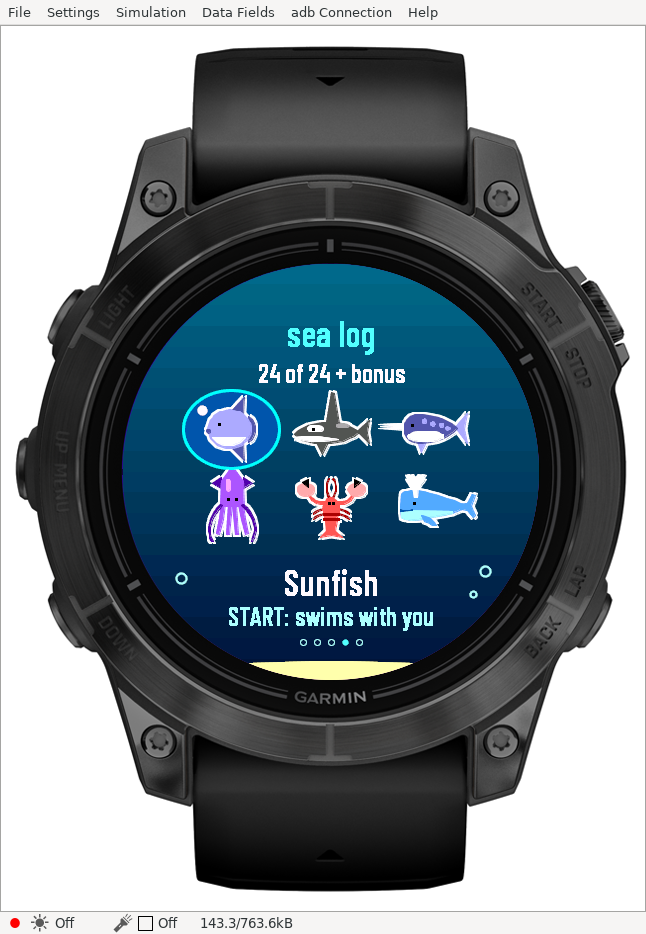 File Settings Simulation Data Fields adb Connection Help
LIGHT
START
STOP
UP MENU
sea log
24 of 24 + bonus
Sunfish
START: swims with you
DOWN
LAP
BACK
GARMIN
Off Off 143.3/763.6kB